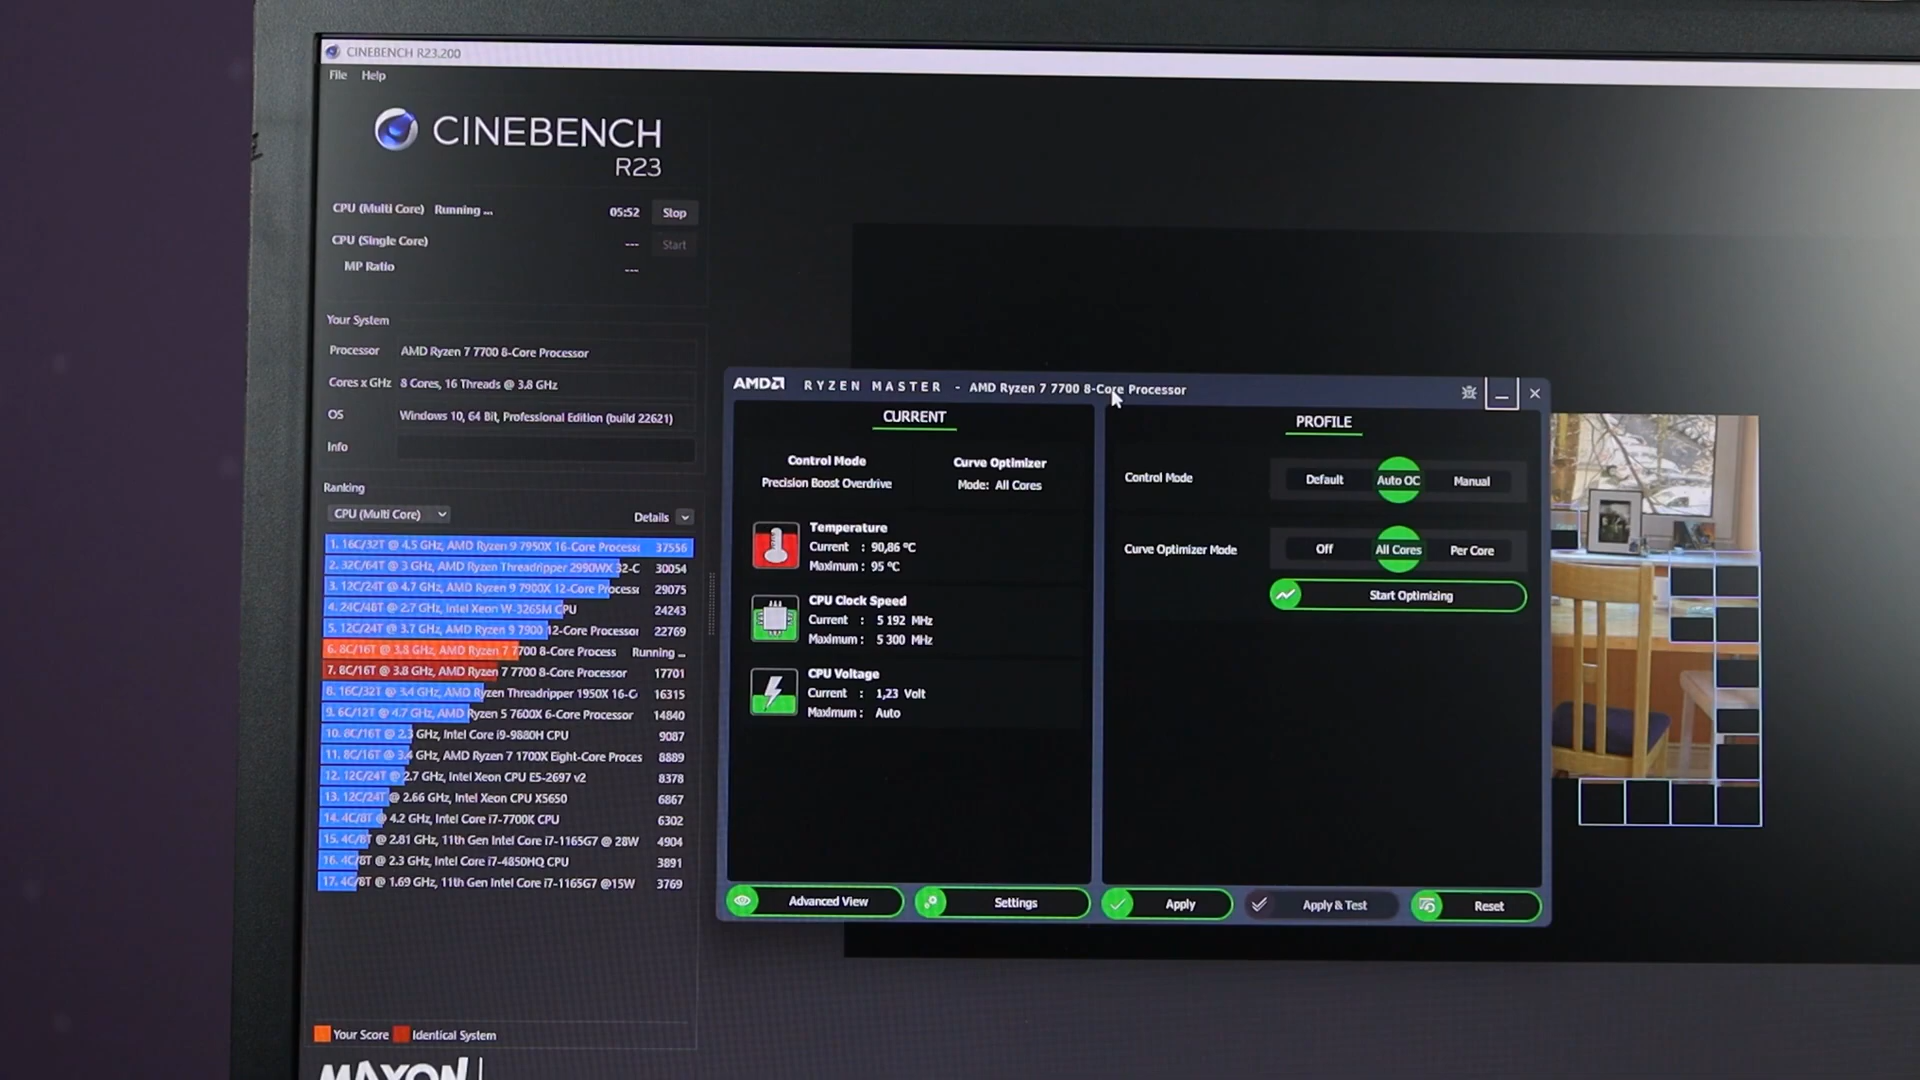 CINEBENCH R23.200
File Help
CINEBENCH
R23
CPU (Multi Core) Running ... 05:52 Stop
CPU (Single Core) --- Start
MP Ratio ---
Your System
Processor AMD Ryzen 7 7700 8-Core Processor
Cores x GHz 8 Cores, 16 Threads @ 3.8 GHz
OS Windows 10, 64 Bit, Professional Edition (build 22621)
Info
Ranking
CPU (Multi Core) Details
1. 16C/32T @ 4.5 GHz, AMD Ryzen 9 7950X 16-Core Process 37556
2. 32C/64T @ 3 GHz, AMD Ryzen Threadripper 2990WX 32-C 30054
3. 12C/24T @ 4.7 GHz, AMD Ryzen 9 7900X 12-Core Process 29075
4. 24C/48T @ 2.7 GHz, Intel Xeon W-3265M CPU 24243
5. 12C/24T @ 3.7 GHz, AMD Ryzen 9 7900 12-Core Processor 22769
6. 8C/16T @ 3.8 GHz, AMD Ryzen 7 7700 8-Core Process Running ...
7. 8C/16T @ 3.8 GHz, AMD Ryzen 7 7700 8-Core Processor 17701
8. 16C/32T @ 3.4 GHz, AMD Ryzen Threadripper 1950X 16-C 16315
9. 6C/12T @ 4.7 GHz, AMD Ryzen 5 7600X 6-Core Processor 14840
10. 8C/16T @ 2.3 GHz, Intel Core i9-9880H CPU 9087
11. 8C/16T @ 3.4 GHz, AMD Ryzen 7 1700X Eight-Core Proces 8889
12. 12C/24T @ 2.7 GHz, Intel Xeon CPU E5-2697 v2 8378
13. 12C/24T @ 2.66 GHz, Intel Xeon CPU X5650 6867
14. 4C/8T @ 4.2 GHz, Intel Core i7-7700K CPU 6302
15. 4C/8T @ 2.81 GHz, 11th Gen Intel Core i7-1165G7 @ 28W 4904
16. 4C/8T @ 2.3 GHz, Intel Core i7-4850HQ CPU 3891
17. 4C/8T @ 1.69 GHz, 11th Gen Intel Core i7-1165G7 @15W 3769
Your Score Identical System
MAXON
AMD RYZEN MASTER - AMD Ryzen 7 7700 8-Core Processor
CURRENT
Control Mode Curve Optimizer
Precision Boost Overdrive Mode: All Cores
Temperature
Current : 90,86 °C
Maximum : 95 °C
CPU Clock Speed
Current : 5 192 MHz
Maximum : 5 300 MHz
CPU Voltage
Current : 1,23 Volt
Maximum : Auto
PROFILE
Control Mode Default Auto OC Manual
Curve Optimizer Mode Off All Cores Per Core
Start Optimizing
Advanced View Settings Apply Apply & Test Reset